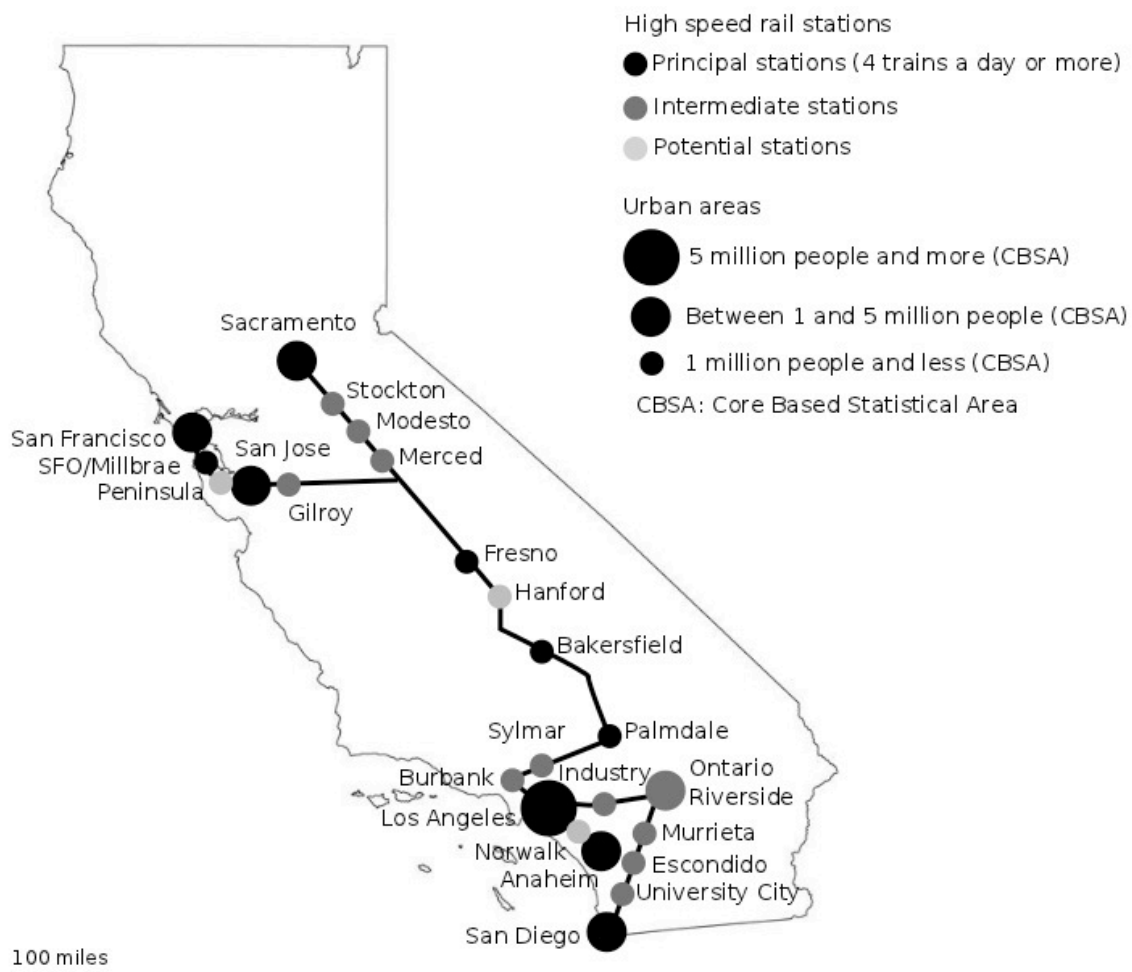 High speed rail stations
Principal stations (4 trains a day or more)
Intermediate stations
Potential stations
Urban areas
5 million people and more (CBSA)
Between 1 and 5 million people (CBSA)
1 million people and less (CBSA)
CBSA: Core Based Statistical Area
Sacramento
Stockton
Modesto
Merced
San Francisco
SFO/Millbrae
Peninsula
San Jose
Gilroy
Fresno
Hanford
Bakersfield
Palmdale
Sylmar
Burbank
Industry
Ontario
Riverside
Los Angeles
Norwalk
Anaheim
Murrieta
Escondido
University City
San Diego
100 miles